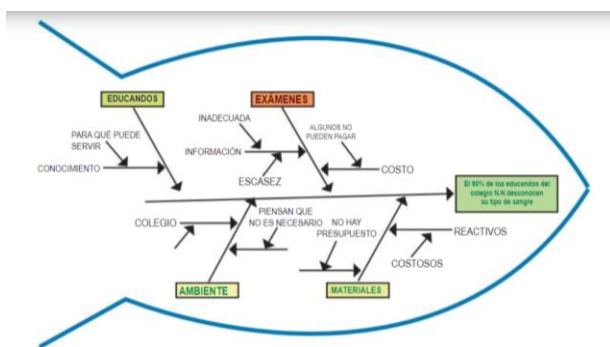 EDUCANDOS
EXÁMENES
INADECUADA
PARA QUÉ PUEDE
SERVIR
ALGUNOS NO
PUEDEN PAGAR
INFORMACIÓN
CONOCIMIENTO
COSTO
ESCASEZ
El 90% de loa educandos del
colegio N.N desconocen
su tipo de sangre
PIENSAN QUE
NO ES NECESARIO
COLEGIO
NO HAY
PRESUPUESTO
REACTIVOS
COSTOSOS
AMBIENTE
MATERIALES